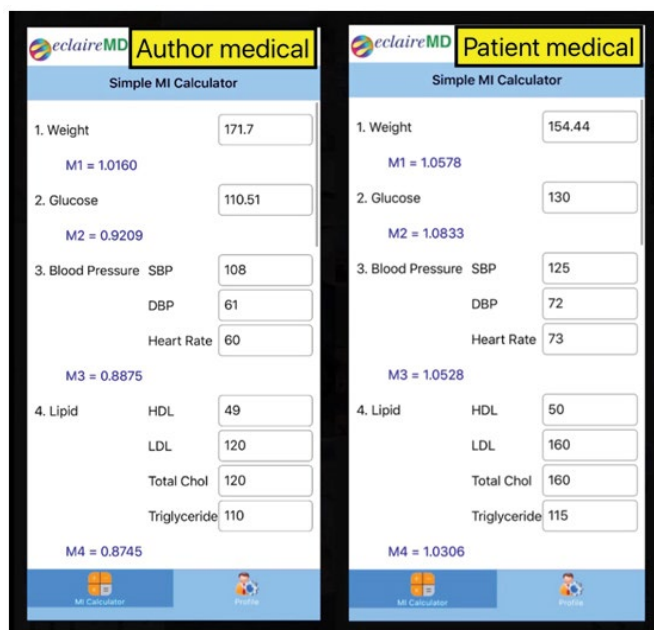 eclaireMD Author medical
Simple MI Calculator
1. Weight 171.7
M1 = 1.0160
2. Glucose 110.51
M2 = 0.9209
3. Blood Pressure SBP 108
DBP 61
Heart Rate 60
M3 = 0.8875
4. Lipid HDL 49
LDL 120
Total Chol 120
Triglyceride 110
M4 = 0.8745
MI Calculator Profile
eclaireMD Patient medical
Simple MI Calculator
1. Weight 154.44
M1 = 1.0578
2. Glucose 130
M2 = 1.0833
3. Blood Pressure SBP 125
DBP 72
Heart Rate 73
M3 = 1.0528
4. Lipid HDL 50
LDL 160
Total Chol 160
Triglyceride 115
M4 = 1.0306
MI Calculator Profile